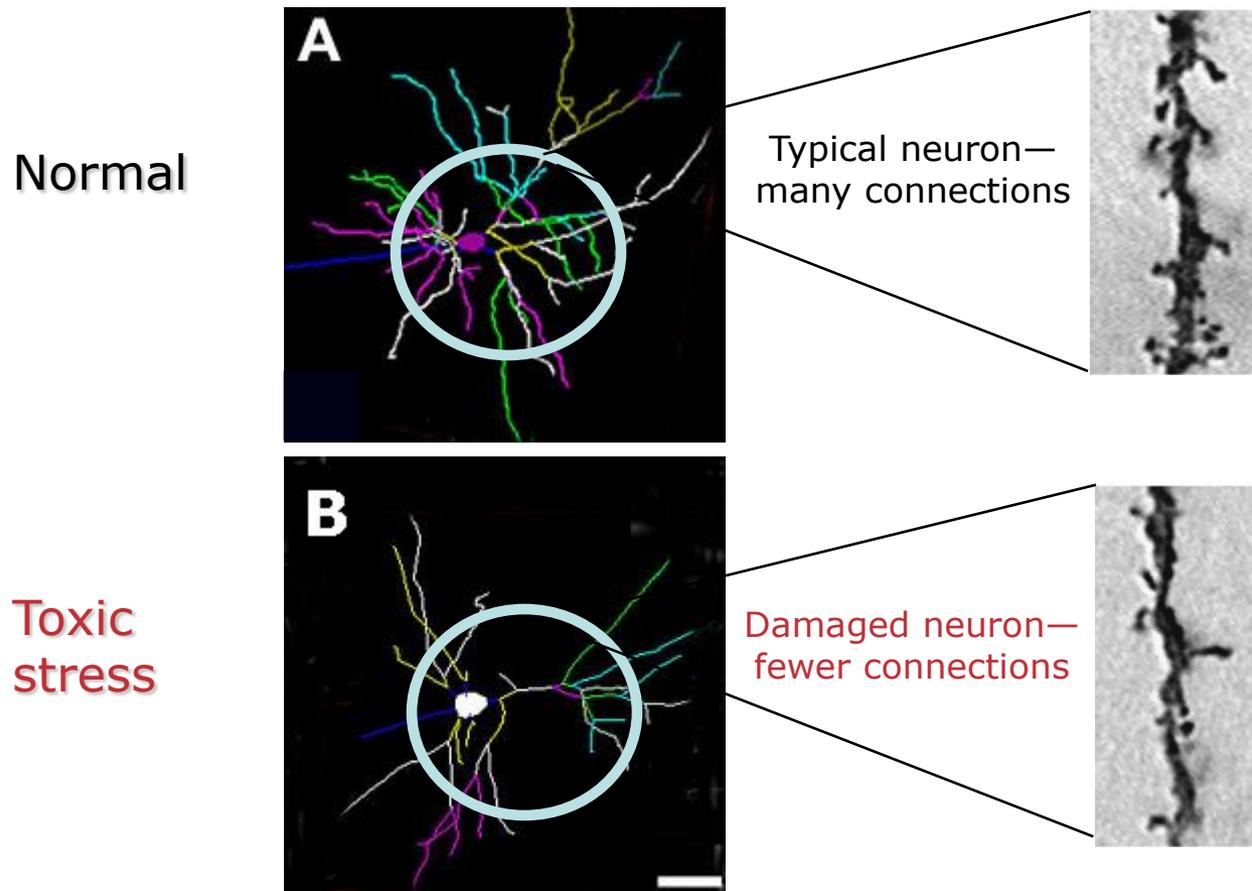 A
Normal
Typical neuron—
many connections
B
Toxic
stress
Damaged neuron—
fewer connections